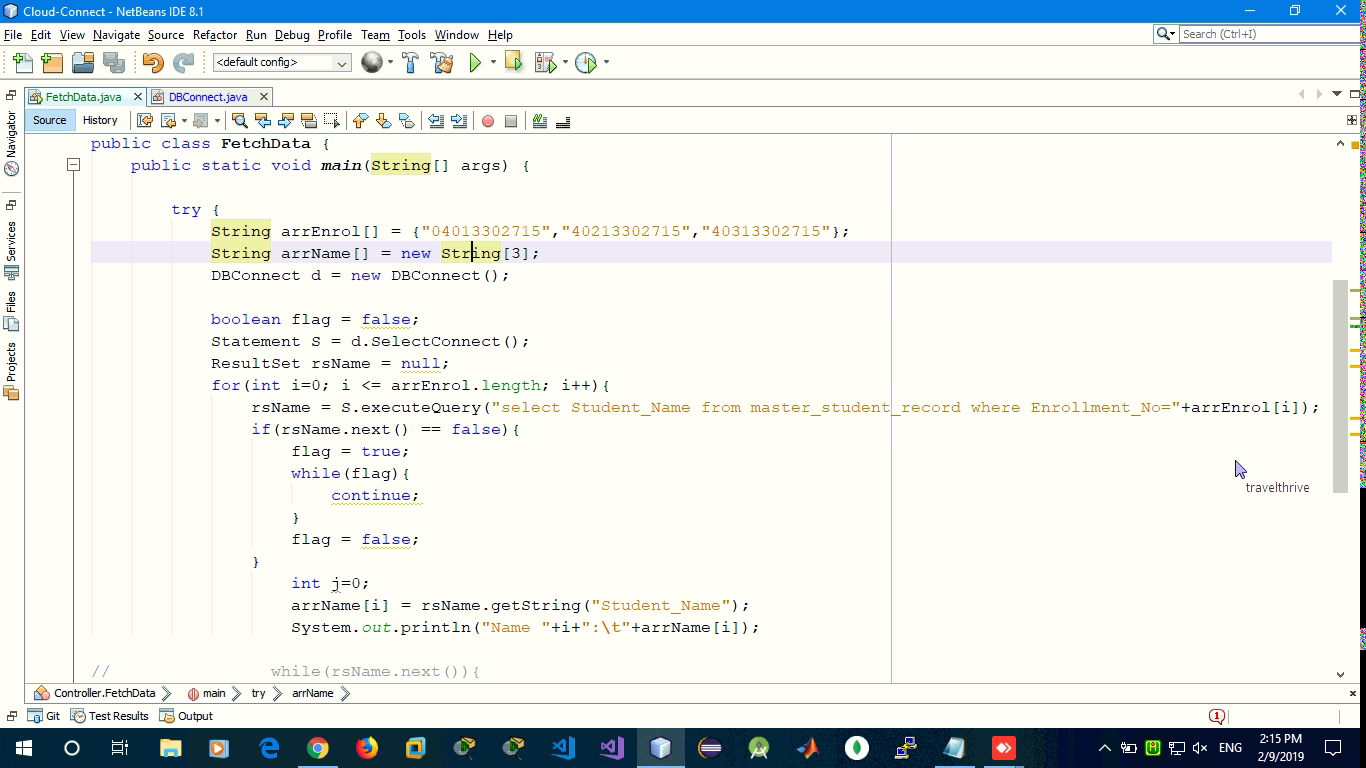 Cloud-Connect - NetBeans IDE 8.1
File Edit View Navigate Source Refactor Run Debug Profile Team Tools Window Help
Search (Ctrl+I)
<default config>
FetchData.java
DBConnect.java
Source History
Navigator
Services
Files
Projects
public class FetchData {
public static void main(String[] args) {
try {
String arrEnrol[] = {"04013302715","40213302715","40313302715"};
String arrName[] = new String[3];
DBConnect d = new DBConnect();
boolean flag = false;
Statement S = d.SelectConnect();
ResultSet rsName = null;
for(int i=0; i <= arrEnrol.length; i++){
rsName = S.executeQuery("select Student_Name from master_student_record where Enrollment_No="+arrEnrol[i]);
if(rsName.next() == false){
flag = true;
while(flag){
continue;
}
flag = false;
}
int j=0;
arrName[i] = rsName.getString("Student_Name");
System.out.println("Name "+i+":\t"+arrName[i]);
// while(rsName.next()){
travelthrive
Controller.FetchData main try arrName
Git Test Results Output
1
ENG
2:15 PM
2/9/2019